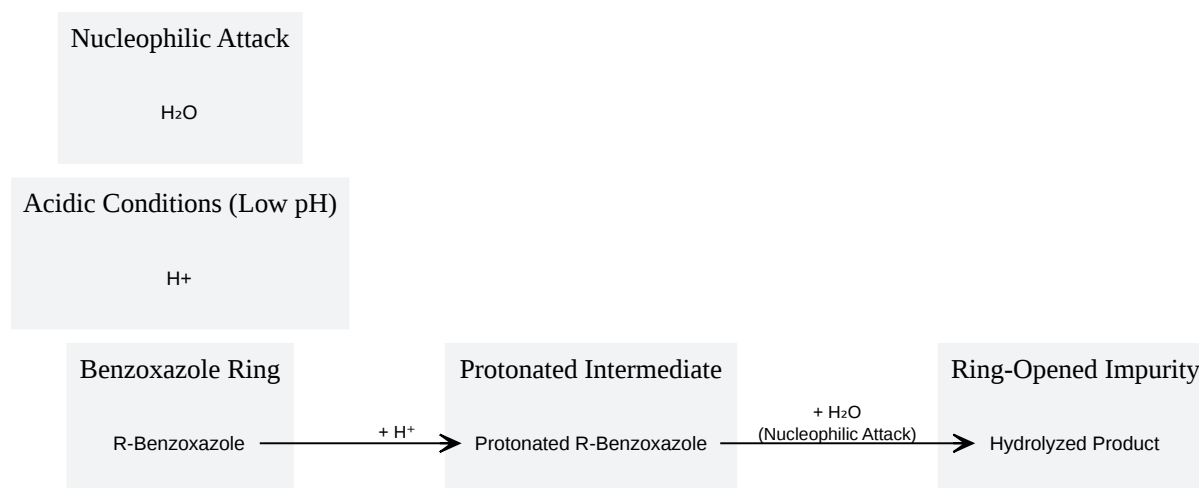 Nucleophilic Attack
H₂O
Acidic Conditions (Low pH)
H+
Benzoxazole Ring
R-Benzoxazole
+ H⁺
Protonated Intermediate
Protonated R-Benzoxazole
+ H₂O
(Nucleophilic Attack)
Ring-Opened Impurity
Hydrolyzed Product